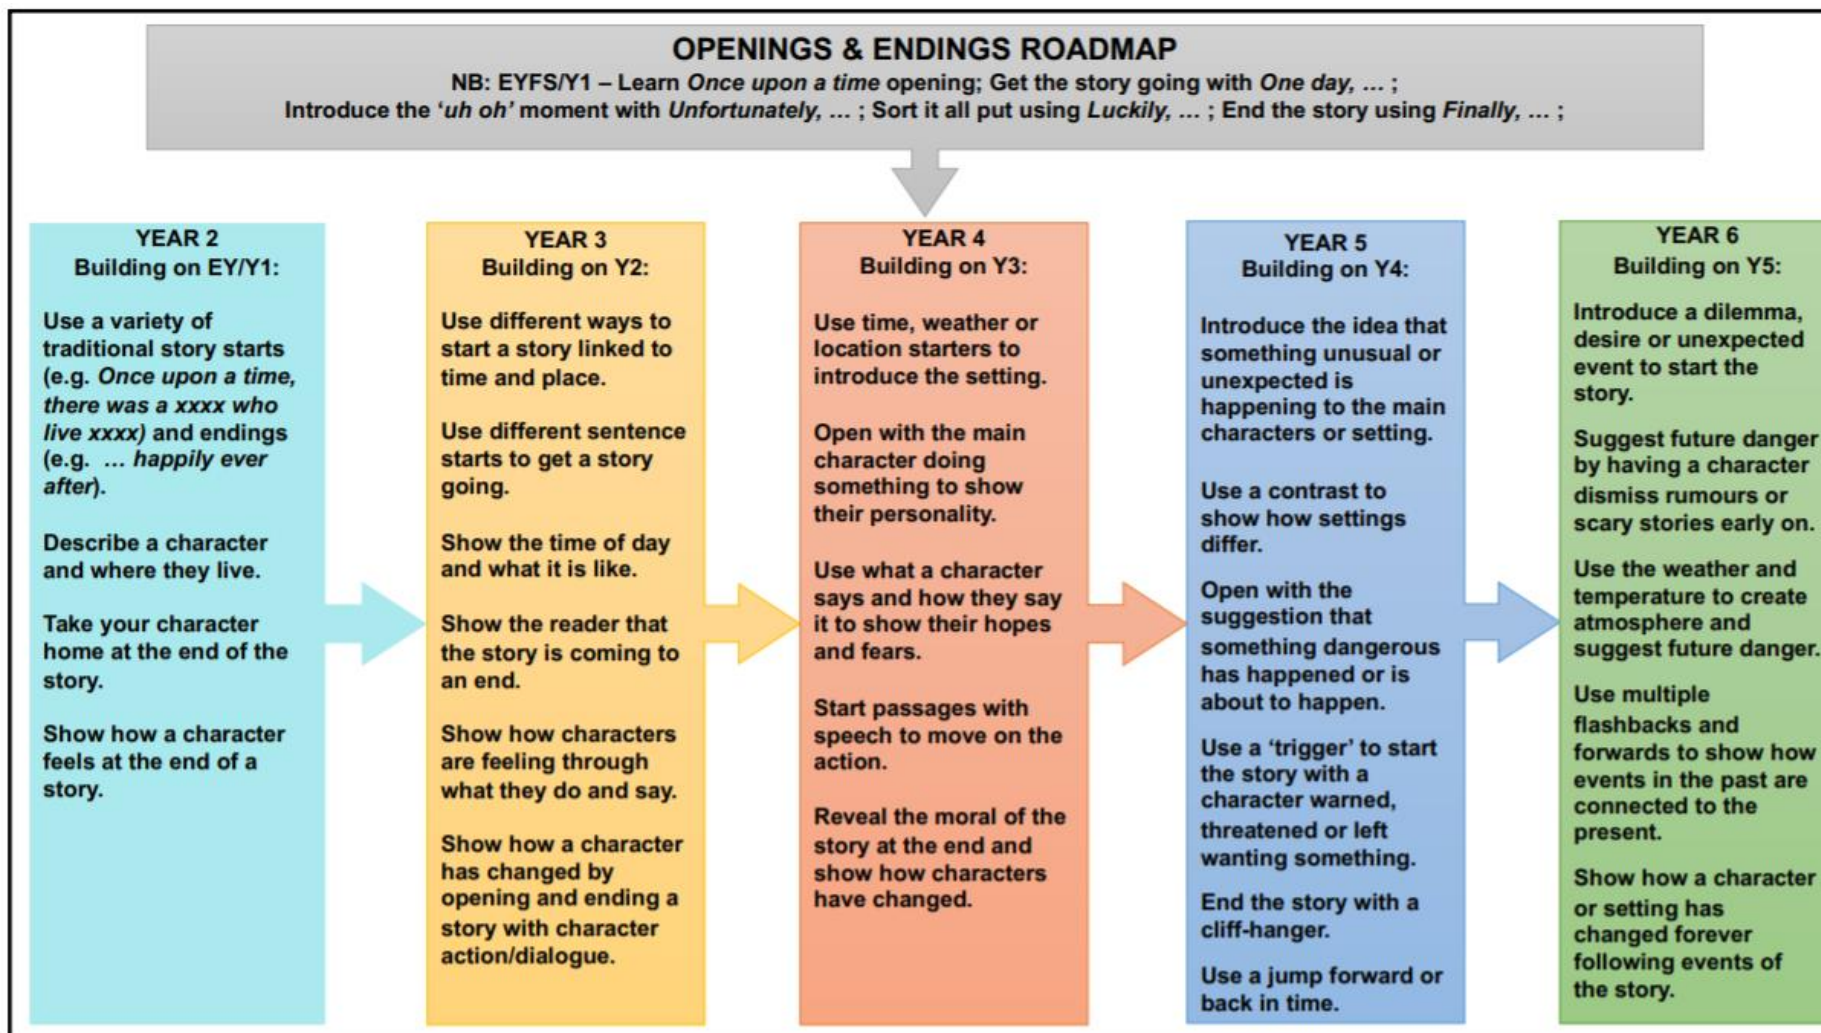 OPENINGS & ENDINGS ROADMAP
NB: EYFS/Y1 – Learn Once upon a time opening; Get the story going with One day, … ;
Introduce the ‘uh oh’ moment with Unfortunately, … ; Sort it all put using Luckily, … ; End the story using Finally, … ;
YEAR 2
Building on EY/Y1:
Use a variety of
traditional story starts
(e.g. Once upon a time,
there was a xxxx who
live xxxx) and endings
(e.g. … happily ever
after).
Describe a character
and where they live.
Take your character
home at the end of the
story.
Show how a character
feels at the end of a
story.
YEAR 3
Building on Y2:
Use different ways to
start a story linked to
time and place.
Use different sentence
starts to get a story
going.
Show the time of day
and what it is like.
Show the reader that
the story is coming to
an end.
Show how characters
are feeling through
what they do and say.
Show how a character
has changed by
opening and ending a
story with character
action/dialogue.
YEAR 4
Building on Y3:
Use time, weather or
location starters to
introduce the setting.
Open with the main
character doing
something to show
their personality.
Use what a character
says and how they say
it to show their hopes
and fears.
Start passages with
speech to move on the
action.
Reveal the moral of the
story at the end and
show how characters
have changed.
YEAR 5
Building on Y4:
Introduce the idea that
something unusual or
unexpected is
happening to the main
characters or setting.
Use a contrast to
show how settings
differ.
Open with the
suggestion that
something dangerous
has happened or is
about to happen.
Use a ‘trigger’ to start
the story with a
character warned,
threatened or left
wanting something.
End the story with a
cliff-hanger.
Use a jump forward or
back in time.
YEAR 6
Building on Y5:
Introduce a dilemma,
desire or unexpected
event to start the
story.
Suggest future danger
by having a character
dismiss rumours or
scary stories early on.
Use the weather and
temperature to create
atmosphere and
suggest future danger.
Use multiple
flashbacks and
forwards to show how
events in the past are
connected to the
present.
Show how a character
or setting has
changed forever
following events of
the story.